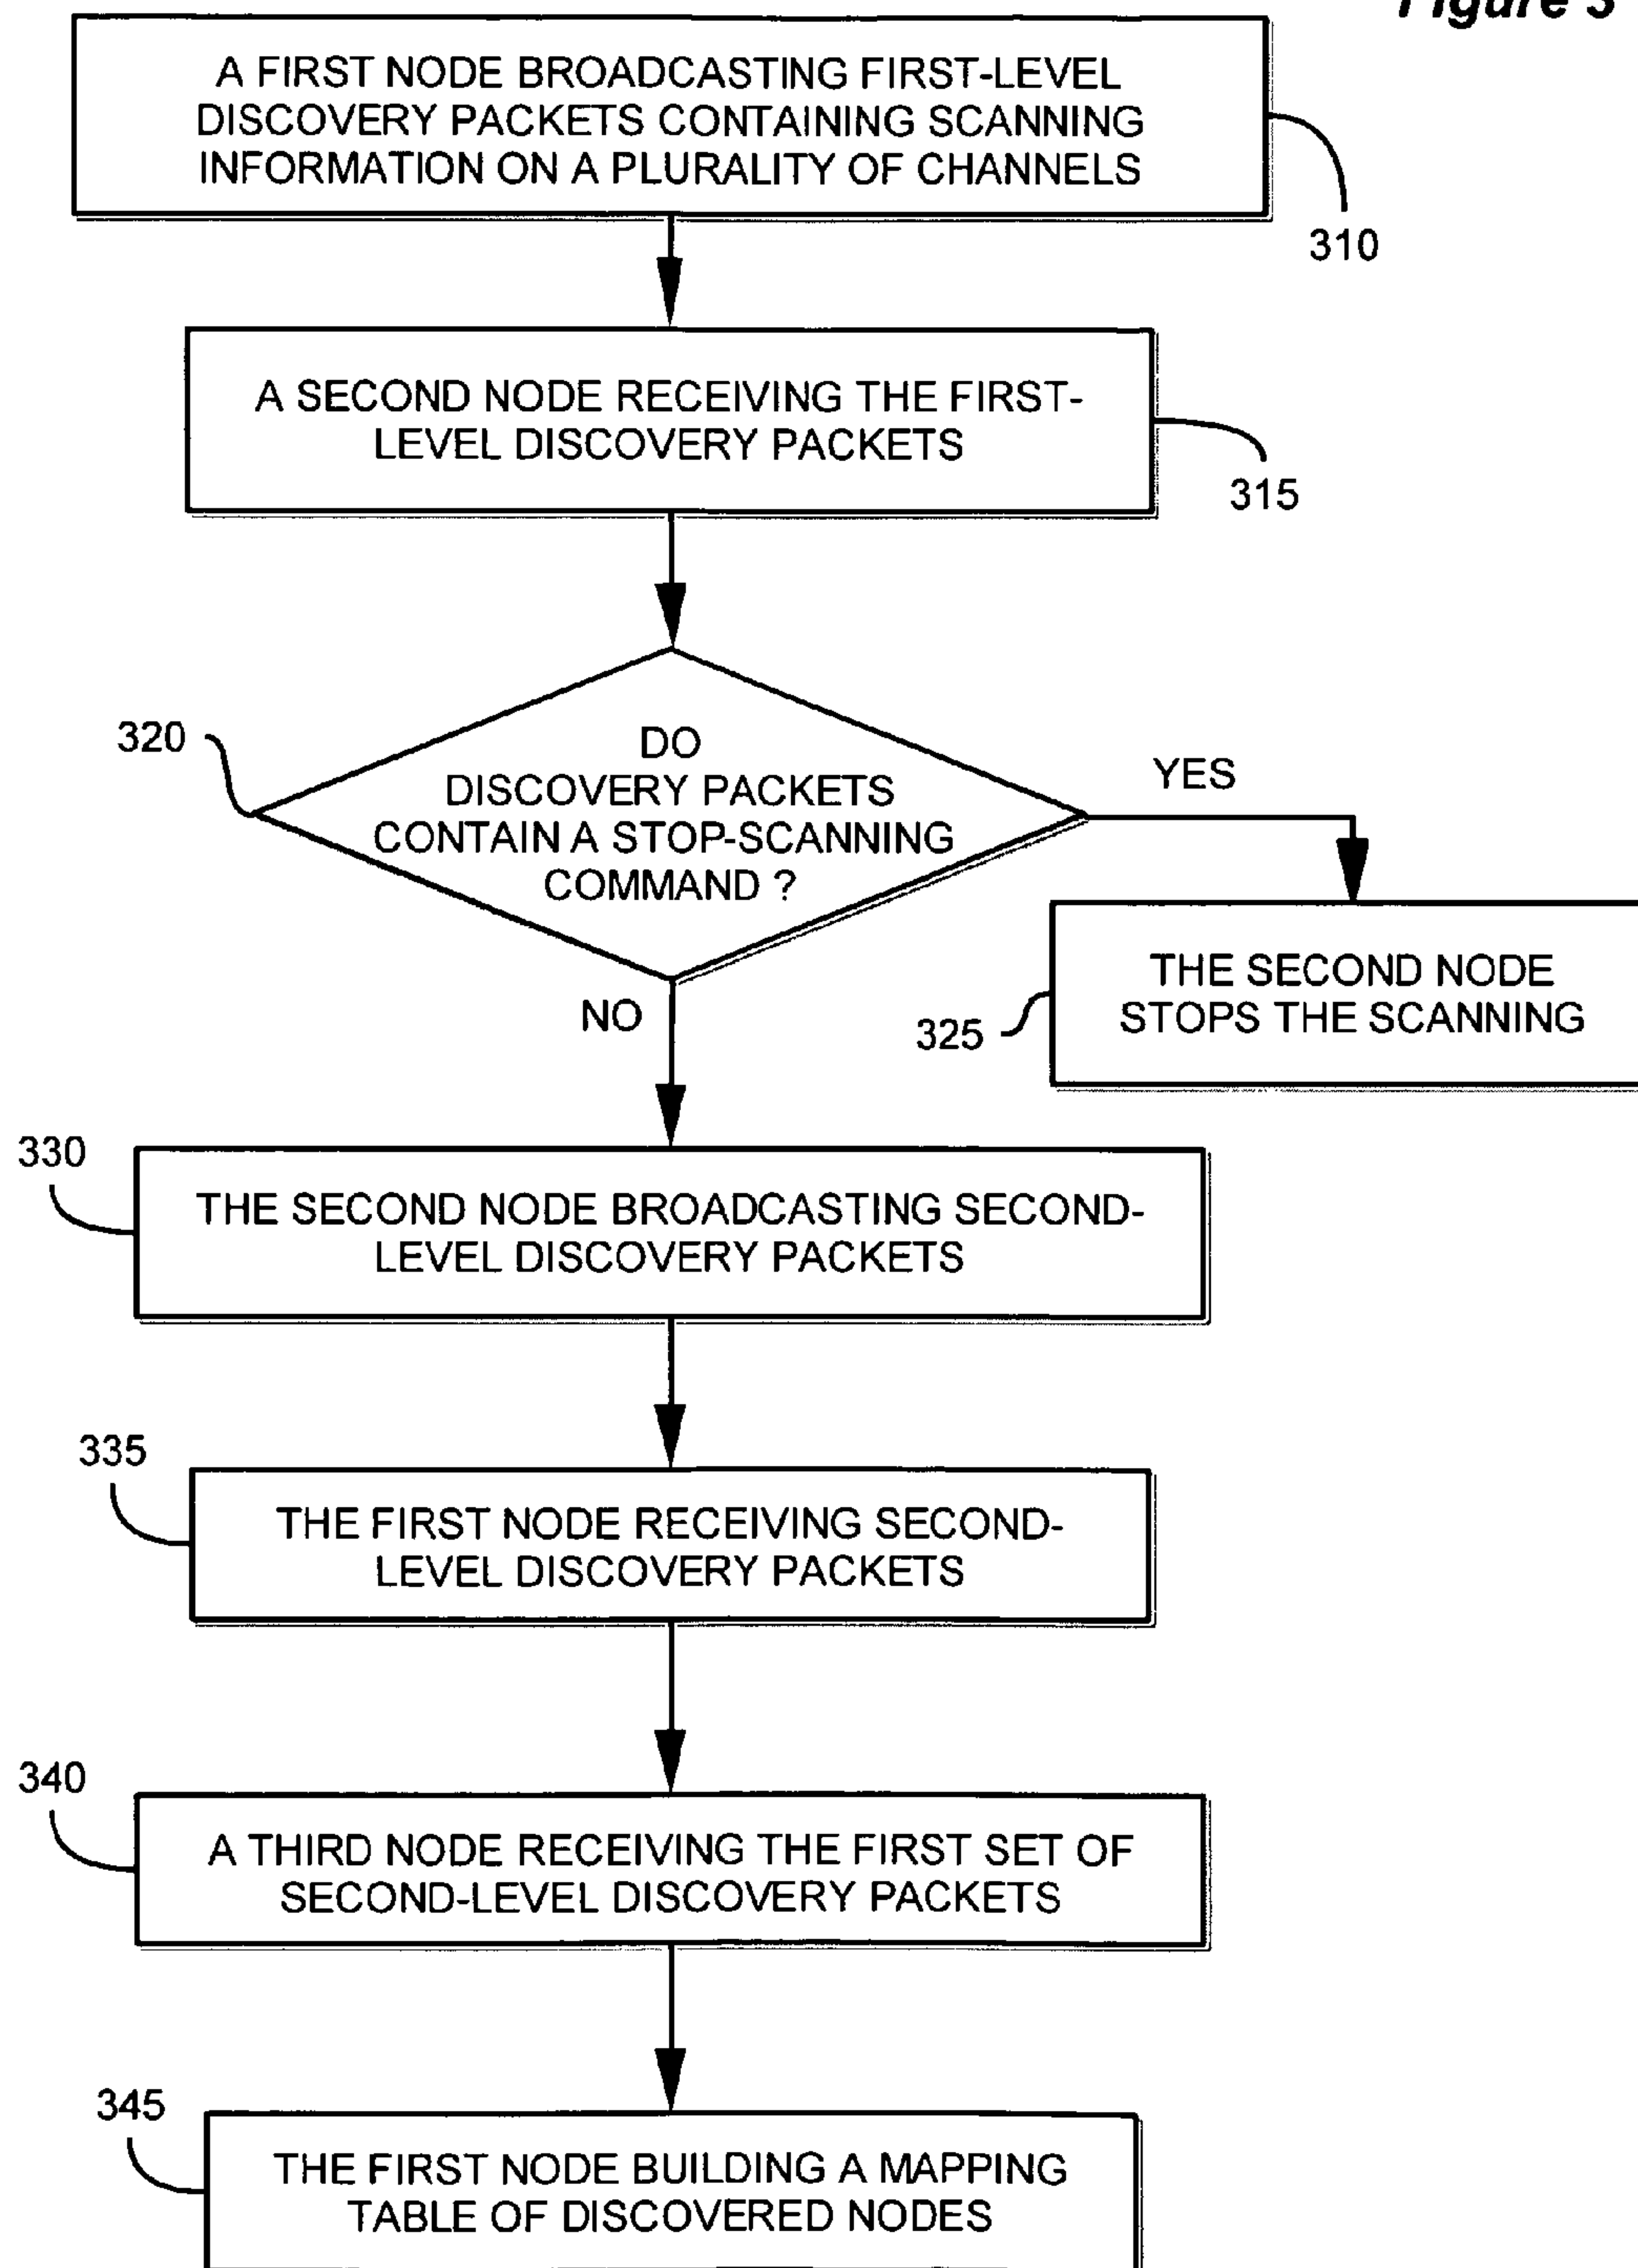 Figure 3
A FIRST NODE BROADCASTING FIRST-LEVEL
DISCOVERY PACKETS CONTAINING SCANNING
INFORMATION ON A PLURALITY OF CHANNELS
310
A SECOND NODE RECEIVING THE FIRST-
LEVEL DISCOVERY PACKETS
315
320
DO
DISCOVERY PACKETS
CONTAIN A STOP-SCANNING
COMMAND ?
YES
THE SECOND NODE
STOPS THE SCANNING
325
NO
330
THE SECOND NODE BROADCASTING SECOND-
LEVEL DISCOVERY PACKETS
335
THE FIRST NODE RECEIVING SECOND-
LEVEL DISCOVERY PACKETS
340
A THIRD NODE RECEIVING THE FIRST SET OF
SECOND-LEVEL DISCOVERY PACKETS
345
THE FIRST NODE BUILDING A MAPPING
TABLE OF DISCOVERED NODES